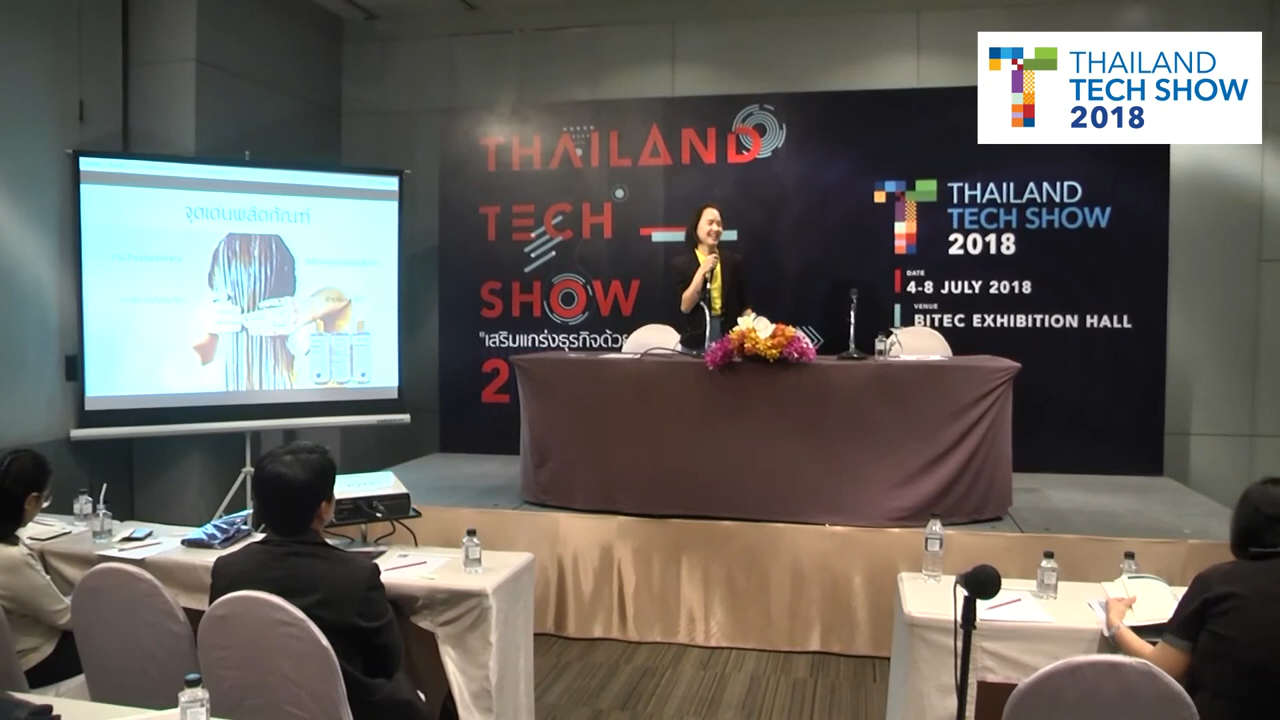 THAILAND
TECH SHOW
2018
THAILAND
TECH
SHOW
"เสริมแกร่งธุรกิจด้วย
2
THAILAND
TECH SHOW
2018
DATE
4-8 JULY 2018
VENUE
BITEC EXHIBITION HALL
จุดเด่นผลิตภัณฑ์